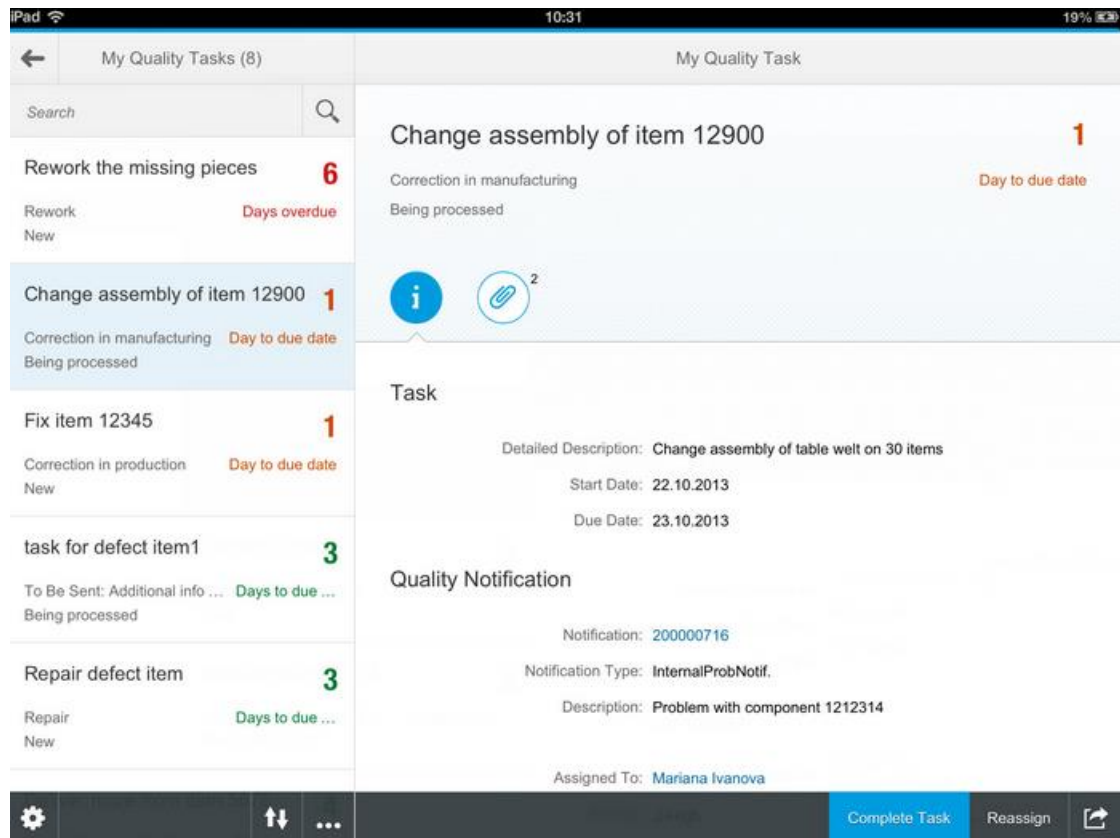 iPad 10:31 19%
My Quality Tasks (8)
My Quality Task
Search
Rework the missing pieces 6
Rework Days overdue
New
Change assembly of item 12900 1
Correction in manufacturing Day to due date
Being processed
Fix item 12345 1
Correction in production Day to due date
New
task for defect item1 3
To Be Sent: Additional info ... Days to due ...
Being processed
Repair defect item 3
Repair Days to due ...
New
Change assembly of item 12900 1
Correction in manufacturing Day to due date
Being processed
2
Task
Detailed Description: Change assembly of table welt on 30 items
Start Date: 22.10.2013
Due Date: 23.10.2013
Quality Notification
Notification: 200000716
Notification Type: InternalProbNotif.
Description: Problem with component 1212314
Assigned To: Mariana Ivanova
Complete Task Reassign